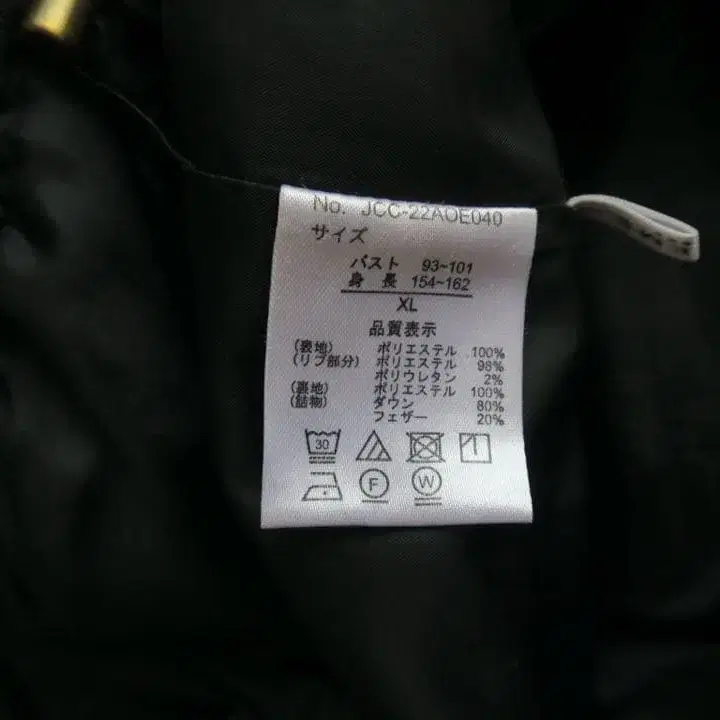 No. JCC-22AOE040
サイズ
バスト 93~101
身長 154~162
XL
品質表示
(表地) ポリエステル 100%
(リブ部分) ポリエステル 98%
ポリウレタン 2%
(裏地) ポリエステル 100%
(詰物) ダウン 80%
フェザー 20%
30
F W